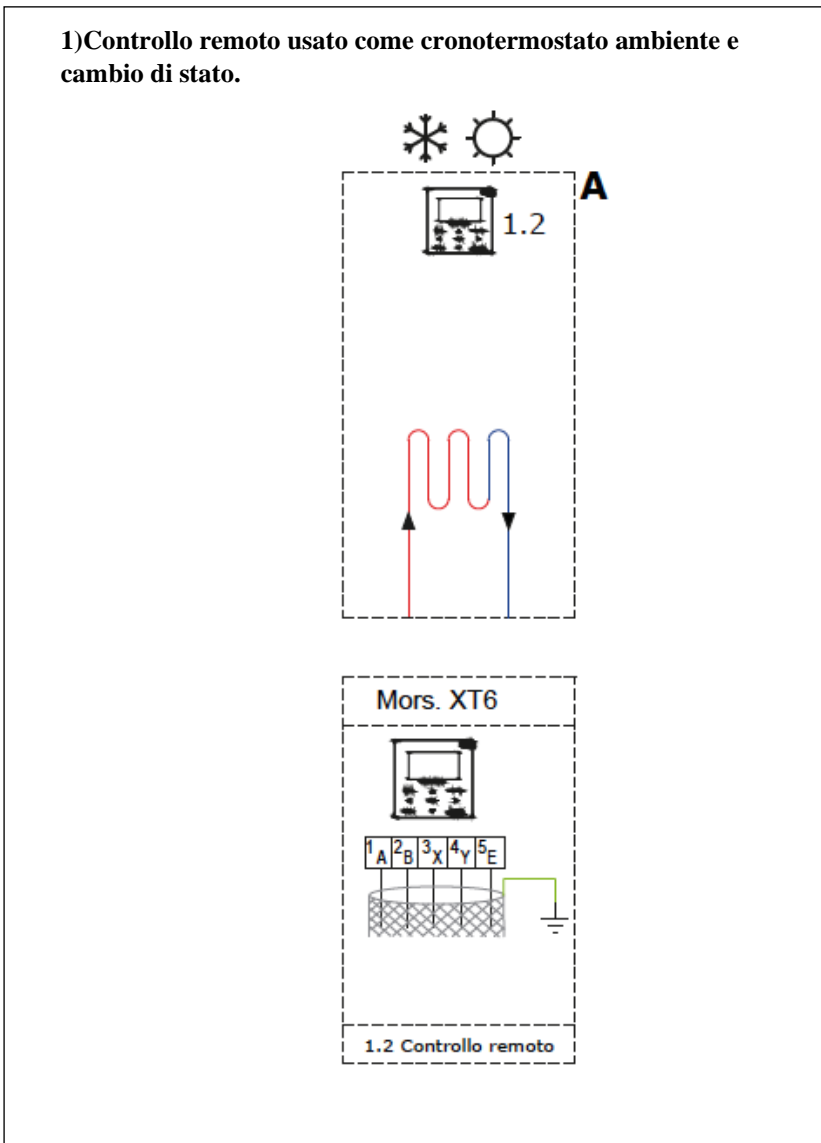 1)Controllo remoto usato come cronotermostato ambiente e
cambio di stato.
A
1.2
Mors. XT6
1A 2B 3X 4Y 5E
1.2 Controllo remoto